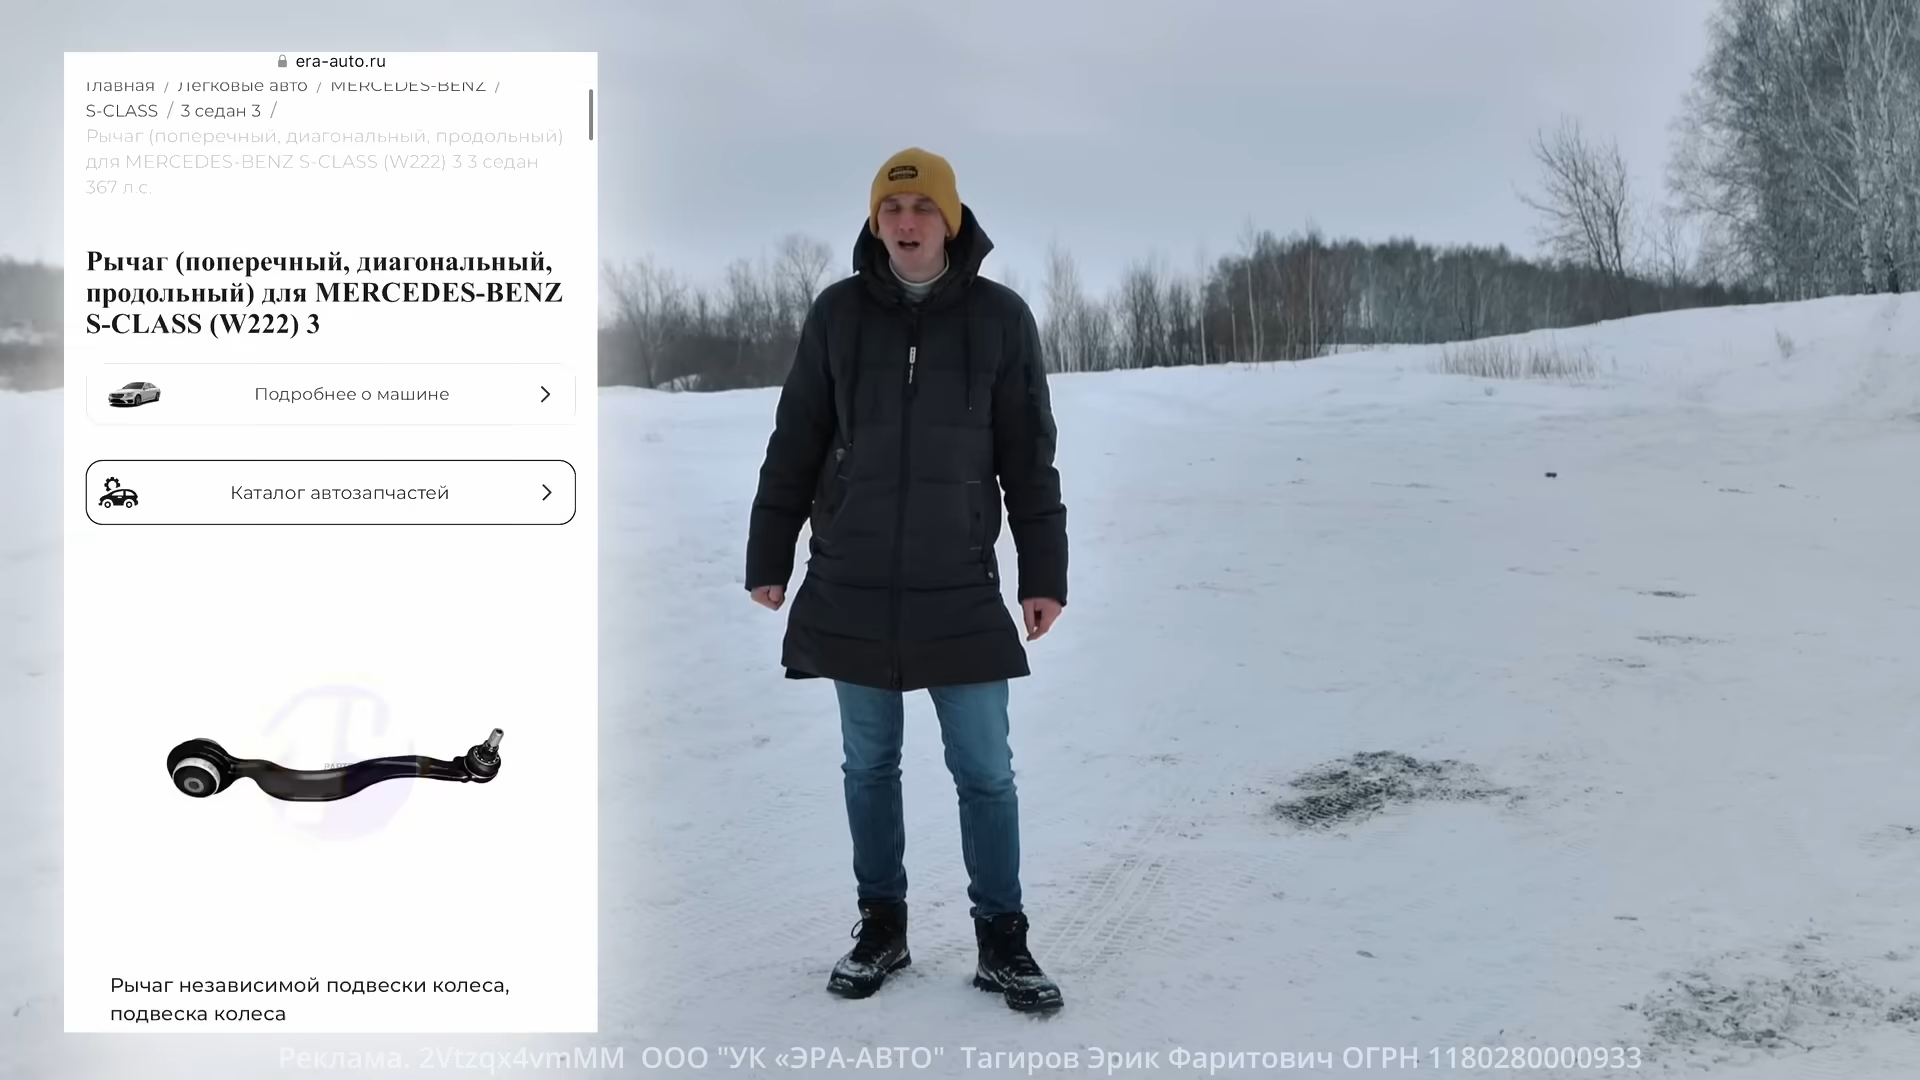 era-auto.ru
Главная / Легковые авто / MERCEDES-BENZ /
S-CLASS / 3 седан 3 /
Рычаг (поперечный, диагональный, продольный)
для MERCEDES-BENZ S-CLASS (W222) 3 3 седан
367 л.с.
Рычаг (поперечный, диагональный,
продольный) для MERCEDES-BENZ
S-CLASS (W222) 3
Подробнее о машине
Каталог автозапчастей
Рычаг независимой подвески колеса,
подвеска колеса
Реклама. 2Vtzqx4vmMM ООО "УК «ЭРА-АВТО" Тагиров Эрик Фаритович ОГРН 1180280000933